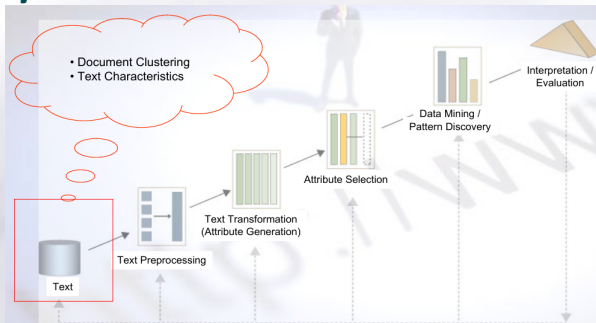 • Document Clustering
• Text Characteristics
Interpretation /
Evaluation
Data Mining /
Pattern Discovery
Attribute Selection
Text Transformation
(Attribute Generation)
Text Preprocessing
Text